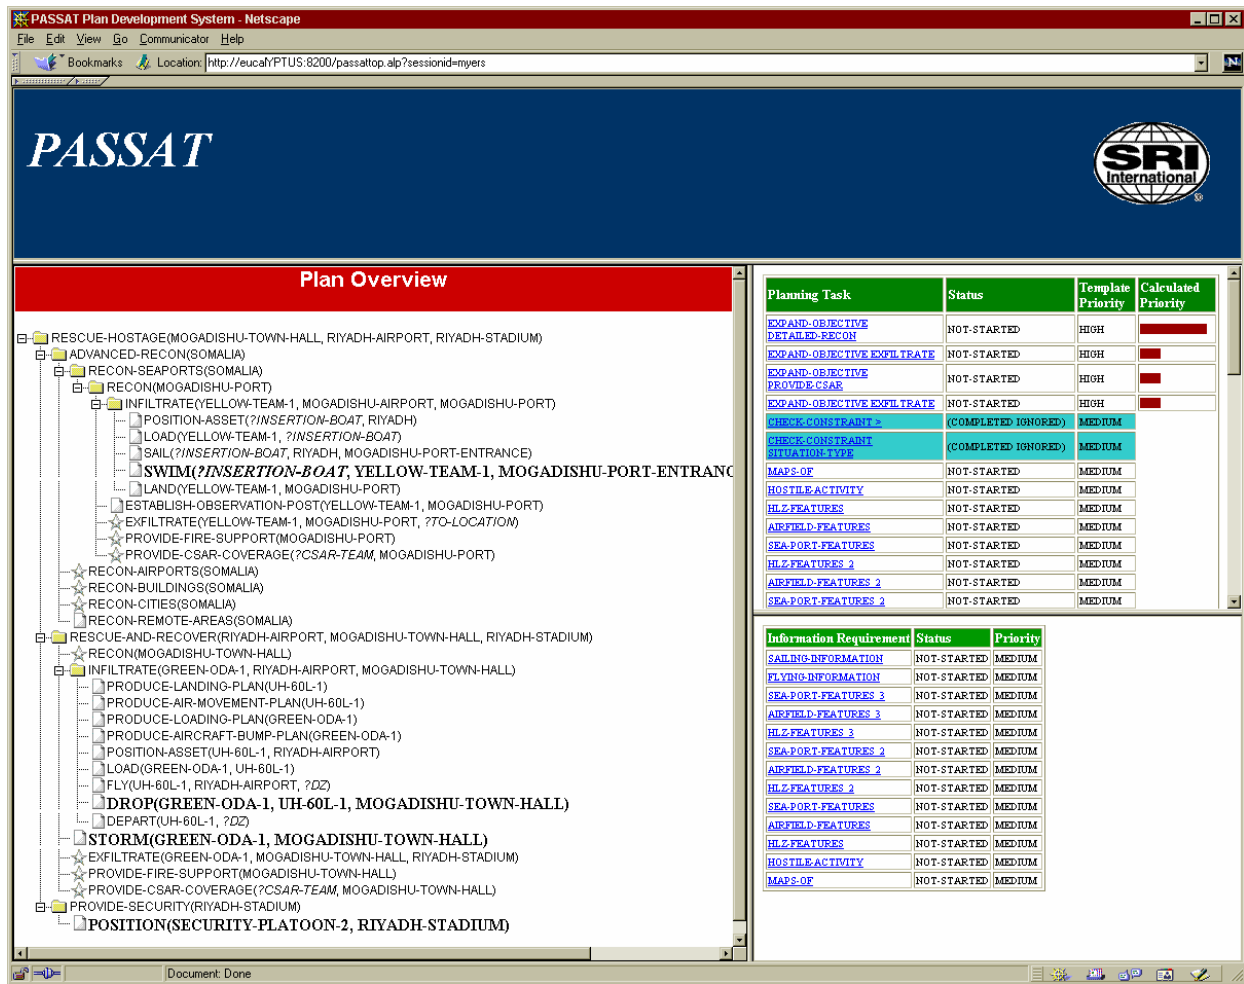 PASSAT Plan Development System - Netscape
File Edit View Go Communicator Help
Bookmarks Location: http://eucalYPTUS:8200/passattop.alp?sessionid=myers
PASSAT
SRI
International
Plan Overview
RESCUE-HOSTAGE(MOGADISHU-TOWN-HALL, RIYADH-AIRPORT, RIYADH-STADIUM)
ADVANCED-RECON(SOMALIA)
RECON-SEAPORTS(SOMALIA)
RECON(MOGADISHU-PORT)
INFILTRATE(YELLOW-TEAM-1, MOGADISHU-AIRPORT, MOGADISHU-PORT)
POSITION-ASSET(?INSERTION-BOAT, RIYADH)
LOAD(YELLOW-TEAM-1, ?INSERTION-BOAT)
SAIL(?INSERTION-BOAT, RIYADH, MOGADISHU-PORT-ENTRANCE)
SWIM(?INSERTION-BOAT, YELLOW-TEAM-1, MOGADISHU-PORT-ENTRANC
LAND(YELLOW-TEAM-1, MOGADISHU-PORT)
ESTABLISH-OBSERVATION-POST(YELLOW-TEAM-1, MOGADISHU-PORT)
EXFILTRATE(YELLOW-TEAM-1, MOGADISHU-PORT, ?TO-LOCATION)
PROVIDE-FIRE-SUPPORT(MOGADISHU-PORT)
PROVIDE-CSAR-COVERAGE(?CSAR-TEAM, MOGADISHU-PORT)
RECON-AIRPORTS(SOMALIA)
RECON-BUILDINGS(SOMALIA)
RECON-CITIES(SOMALIA)
RECON-REMOTE-AREAS(SOMALIA)
RESCUE-AND-RECOVER(RIYADH-AIRPORT, MOGADISHU-TOWN-HALL, RIYADH-STADIUM)
RECON(MOGADISHU-TOWN-HALL)
INFILTRATE(GREEN-ODA-1, RIYADH-AIRPORT, MOGADISHU-TOWN-HALL)
PRODUCE-LANDING-PLAN(UH-60L-1)
PRODUCE-AIR-MOVEMENT-PLAN(UH-60L-1)
PRODUCE-LOADING-PLAN(GREEN-ODA-1)
PRODUCE-AIRCRAFT-BUMP-PLAN(GREEN-ODA-1)
POSITION-ASSET(UH-60L-1, RIYADH-AIRPORT)
LOAD(GREEN-ODA-1, UH-60L-1)
FLY(UH-60L-1, RIYADH-AIRPORT, ?DZ)
DROP(GREEN-ODA-1, UH-60L-1, MOGADISHU-TOWN-HALL)
DEPART(UH-60L-1, ?DZ)
STORM(GREEN-ODA-1, MOGADISHU-TOWN-HALL)
EXFILTRATE(GREEN-ODA-1, MOGADISHU-TOWN-HALL, RIYADH-STADIUM)
PROVIDE-FIRE-SUPPORT(MOGADISHU-TOWN-HALL)
PROVIDE-CSAR-COVERAGE(?CSAR-TEAM, MOGADISHU-TOWN-HALL)
PROVIDE-SECURITY(RIYADH-STADIUM)
POSITION(SECURITY-PLATOON-2, RIYADH-STADIUM)
Planning Task Status Template Priority Calculated Priority
EXPAND-OBJECTIVE DETAILED-RECON NOT-STARTED HIGH
EXPAND-OBJECTIVE EXFILTRATE NOT-STARTED HIGH
EXPAND-OBJECTIVE PROVIDE-CSAR NOT-STARTED HIGH
EXPAND-OBJECTIVE EXFILTRATE NOT-STARTED HIGH
CHECK-CONSTRAINT > (COMPLETED IGNORED) MEDIUM
CHECK-CONSTRAINT SITUATION-TYPE (COMPLETED IGNORED) MEDIUM
MAPS-OF NOT-STARTED MEDIUM
HOSTILE-ACTIVITY NOT-STARTED MEDIUM
HLZ-FEATURES NOT-STARTED MEDIUM
AIRFIELD-FEATURES NOT-STARTED MEDIUM
SEA-PORT-FEATURES NOT-STARTED MEDIUM
HLZ-FEATURES 2 NOT-STARTED MEDIUM
AIRFIELD-FEATURES 2 NOT-STARTED MEDIUM
SEA-PORT-FEATURES 2 NOT-STARTED MEDIUM
Information Requirement Status Priority
SAILING-INFORMATION NOT-STARTED MEDIUM
FLYING-INFORMATION NOT-STARTED MEDIUM
SEA-PORT-FEATURES 3 NOT-STARTED MEDIUM
AIRFIELD-FEATURES 3 NOT-STARTED MEDIUM
HLZ-FEATURES 3 NOT-STARTED MEDIUM
SEA-PORT-FEATURES 2 NOT-STARTED MEDIUM
AIRFIELD-FEATURES 2 NOT-STARTED MEDIUM
HLZ-FEATURES 2 NOT-STARTED MEDIUM
SEA-PORT-FEATURES NOT-STARTED MEDIUM
AIRFIELD-FEATURES NOT-STARTED MEDIUM
HLZ-FEATURES NOT-STARTED MEDIUM
HOSTILE-ACTIVITY NOT-STARTED MEDIUM
MAPS-OF NOT-STARTED MEDIUM
Document: Done